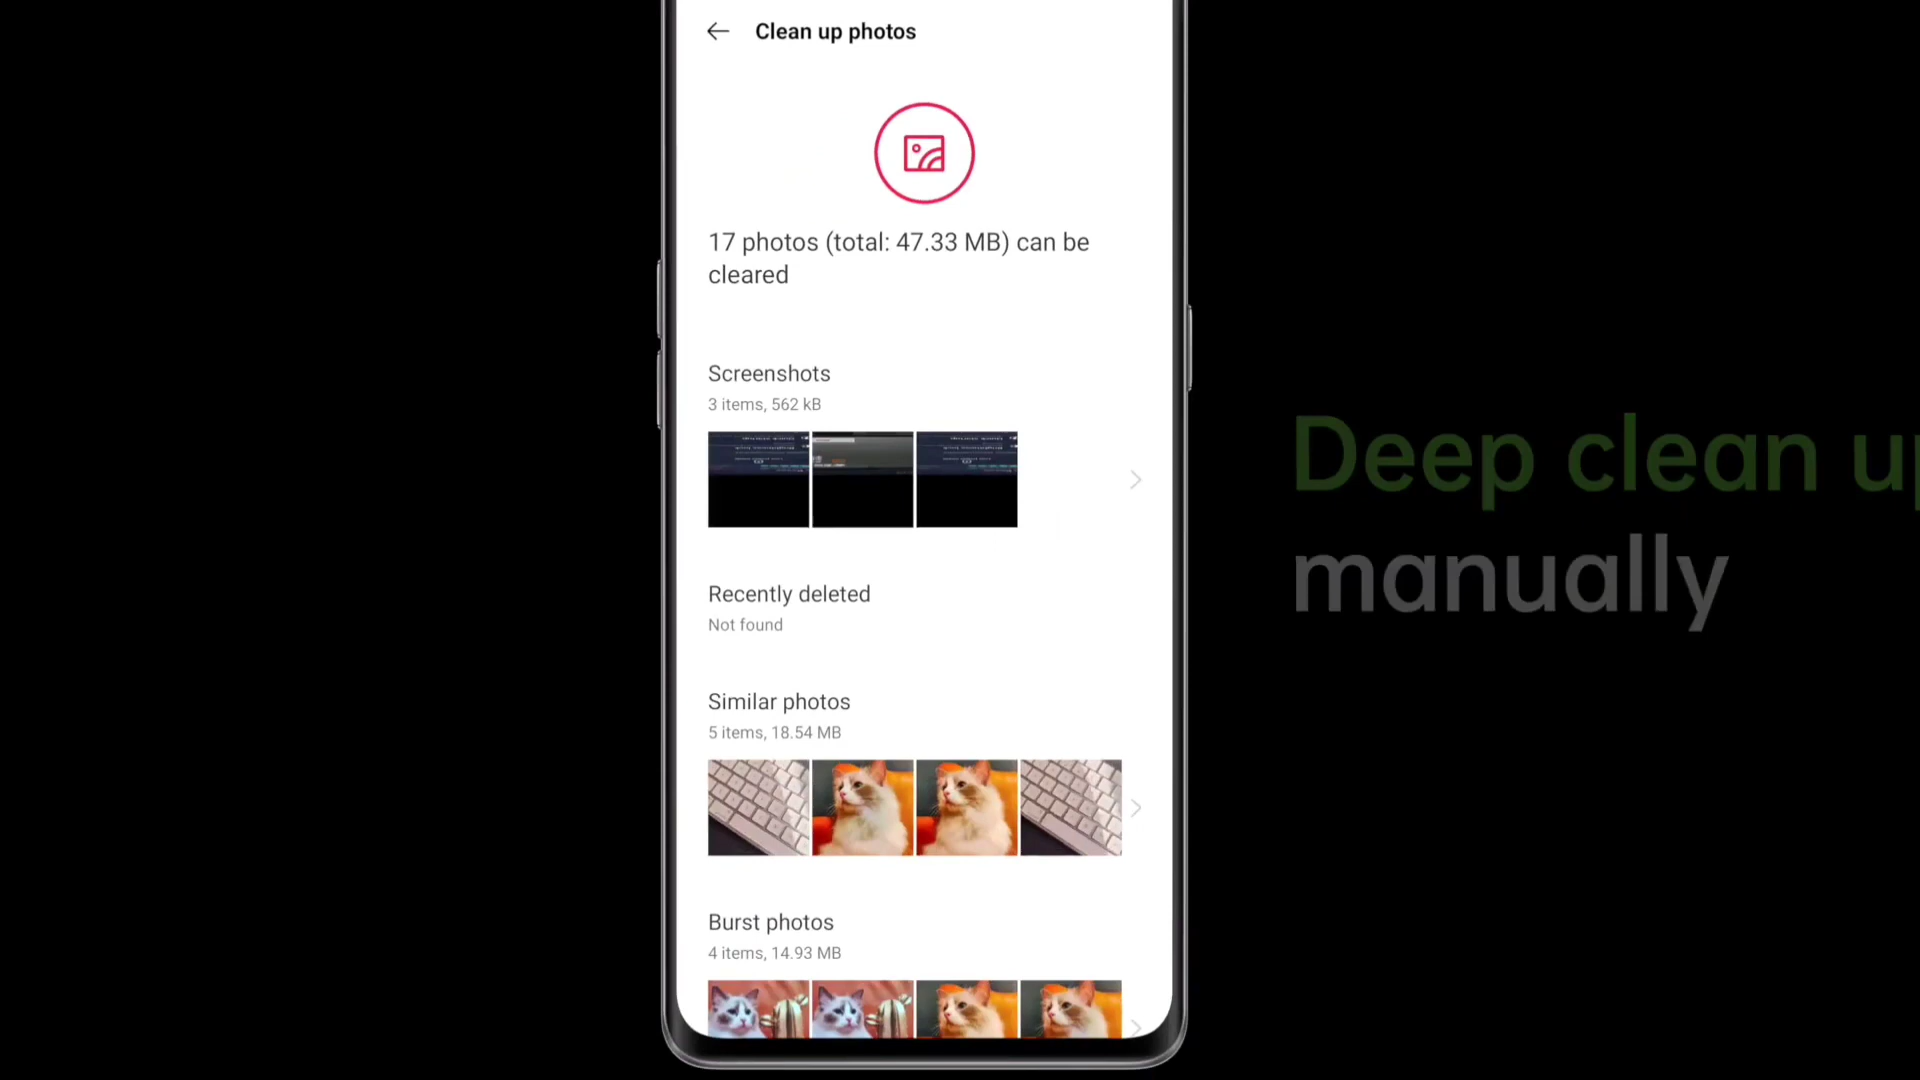 Clean up photos
17 photos (total: 47.33 MB) can be
cleared
Screenshots
3 items, 562 kB
Recently deleted
Not found
Similar photos
5 items, 18.54 MB
Burst photos
4 items, 14.93 MB
Deep clean up
manually